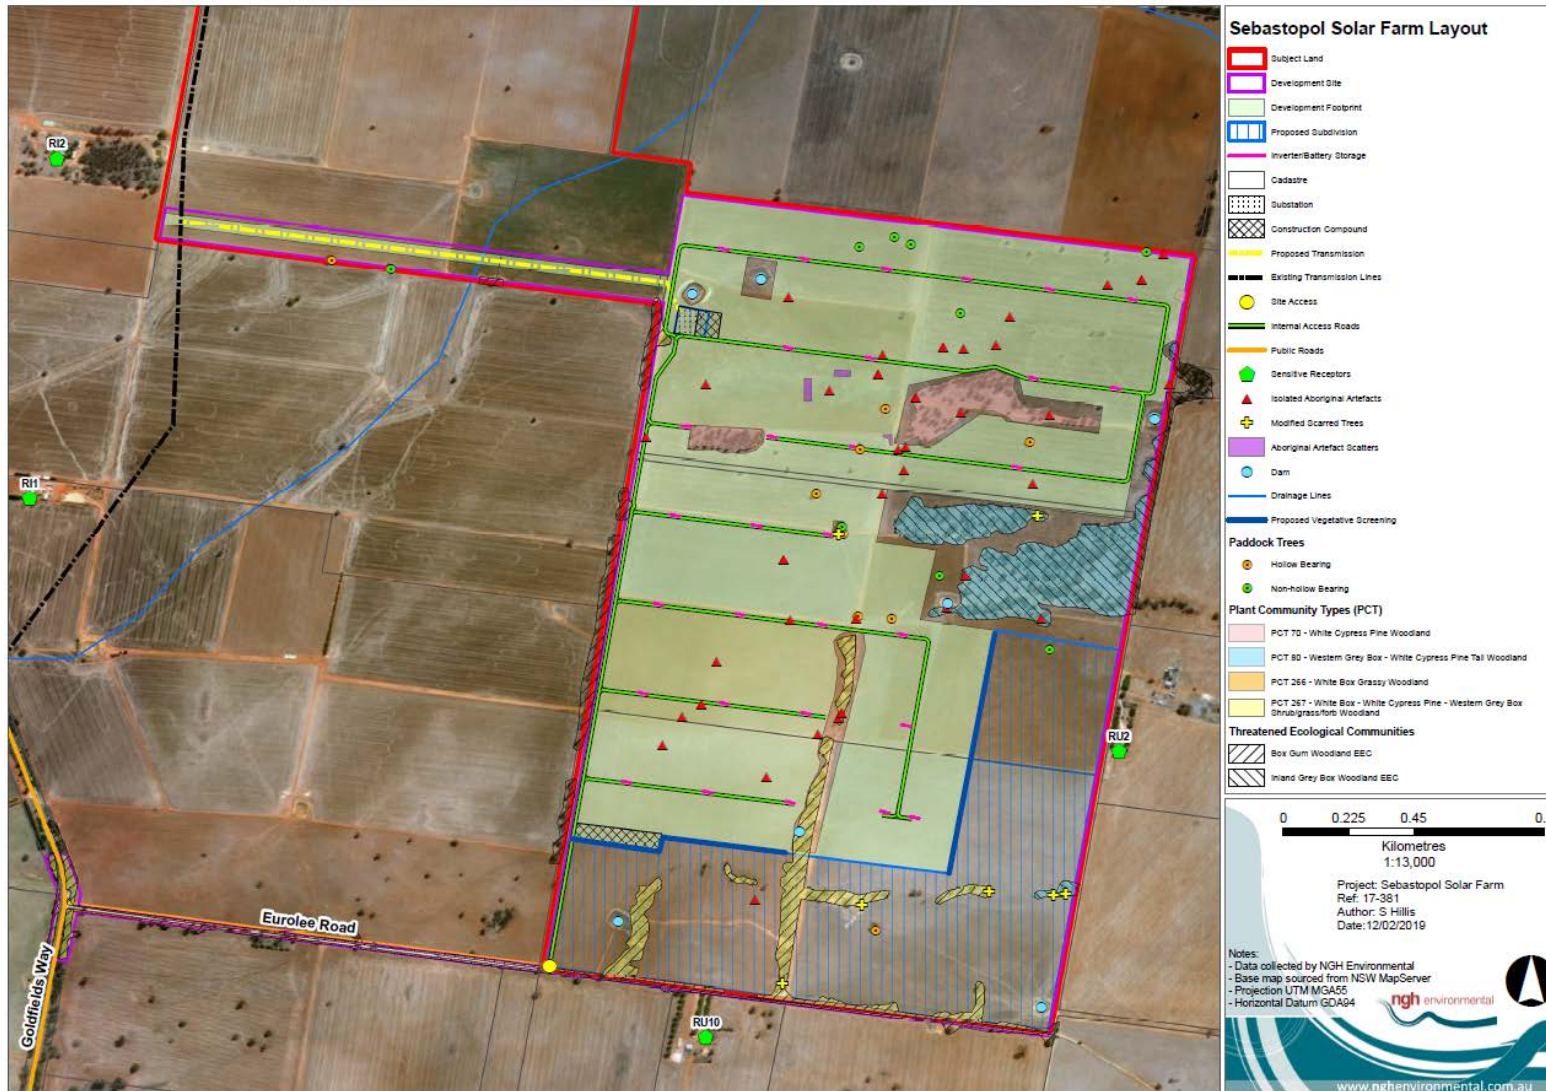 Sebastopol Solar Farm Layout
Subject Land
Development Site
Development Footprint
Proposed Subdivision
Inverter/Battery Storage
Cadastre
Substation
Construction Compound
Proposed Transmission
Existing Transmission Lines
Site Access
Internal Access Roads
Public Roads
Sensitive Receptors
Isolated Aboriginal Artefacts
Modified Scarred Trees
Aboriginal Artefact Scatters
Dam
Drainage Lines
Proposed Vegetative Screening
Paddock Trees
Hollow Bearing
Non-hollow Bearing
Plant Community Types (PCT)
PCT 70 - White Cypress Pine Woodland
PCT 80 - Western Grey Box - White Cypress Pine Tall Woodland
PCT 266 - White Box Grassy Woodland
PCT 267 - White Box - White Cypress Pine - Western Grey Box
Shrub/grass/forb Woodland
Threatened Ecological Communities
Box Gum Woodland EEC
Inland Grey Box Woodland EEC
0 0.225 0.45 0.
Kilometres
1:13,000
Project: Sebastopol Solar Farm
Ref: 17-381
Author: S Hillis
Date:12/02/2019
Notes:
- Data collected by NGH Environmental
- Base map sourced from NSW MapServer
- Projection UTM MGA55
- Horizontal Datum GDA94
ngh environmental
www.nghenvironmental.com.au
RI2
RI1
RU2
RU10
Eurolee Road
Goldfields Way